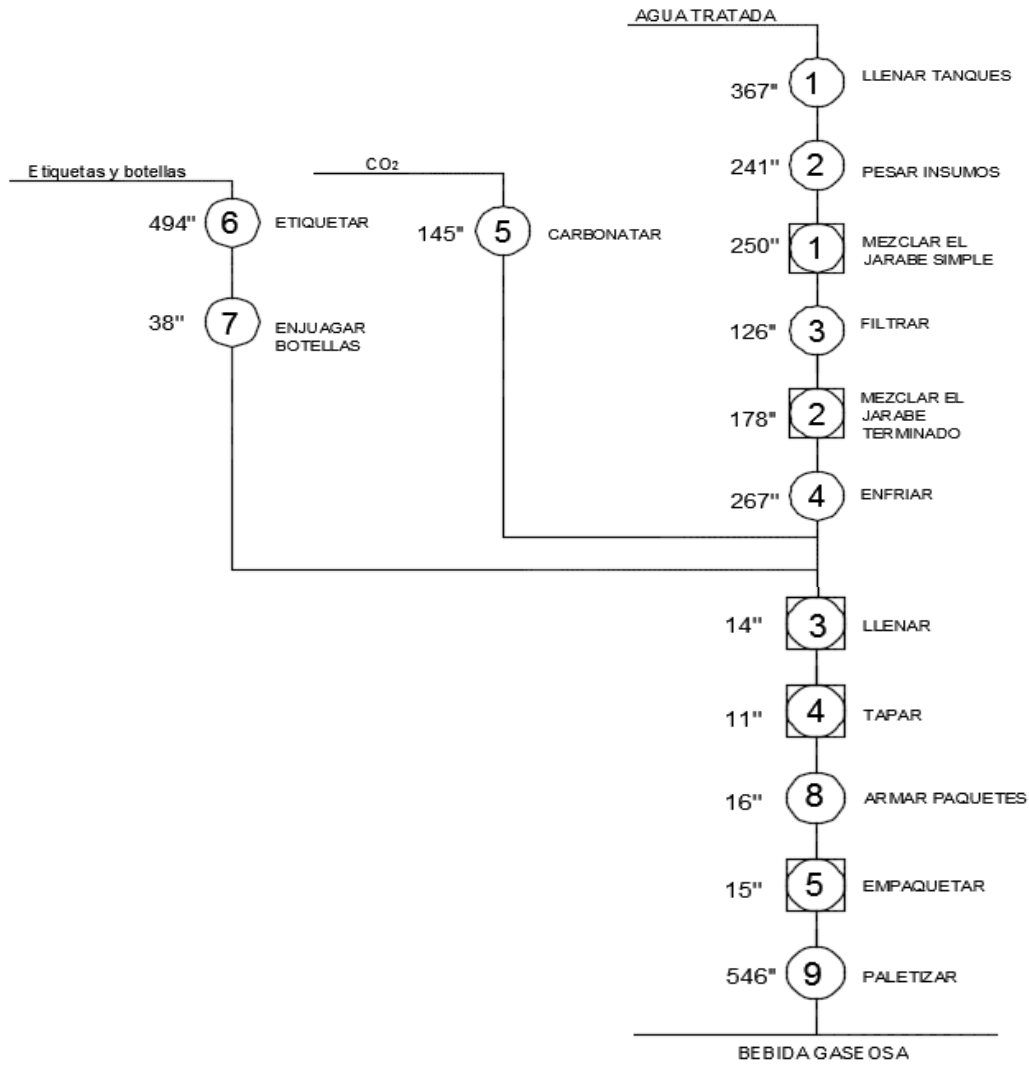 AGUA TRATADA
367"
1
LLENAR TANQUES
241"
2
PESAR INSUMOS
250"
1
MEZCLAR EL
JARABE SIMPLE
126"
3
FILTRAR
178"
2
MEZCLAR EL
JARABE
TERMINADO
267"
4
ENFRIAR
CO₂
145"
5
CARBONATAR
Etiquetas y botellas
494"
6
ETIQUETAR
38"
7
ENJUAGAR
BOTELLAS
14"
3
LLENAR
11"
4
TAPAR
16"
8
ARMAR PAQUETES
15"
5
EMPAQUETAR
546"
9
PALETIZAR
BEBIDA GASEOSA